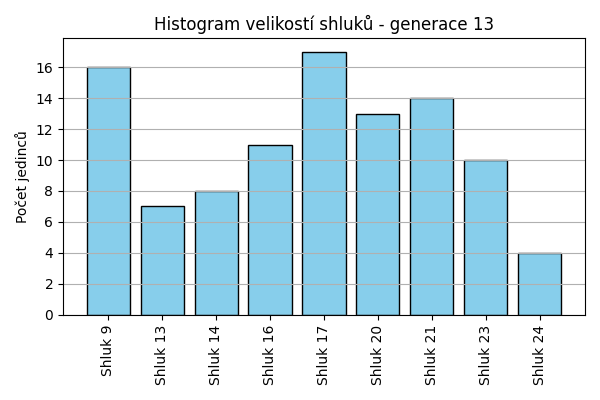 Histogram velikostí shluků - generace 13
Počet jedinců
16
14
12
10
8
6
4
2
0
Shluk 9
Shluk 13
Shluk 14
Shluk 16
Shluk 17
Shluk 20
Shluk 21
Shluk 23
Shluk 24